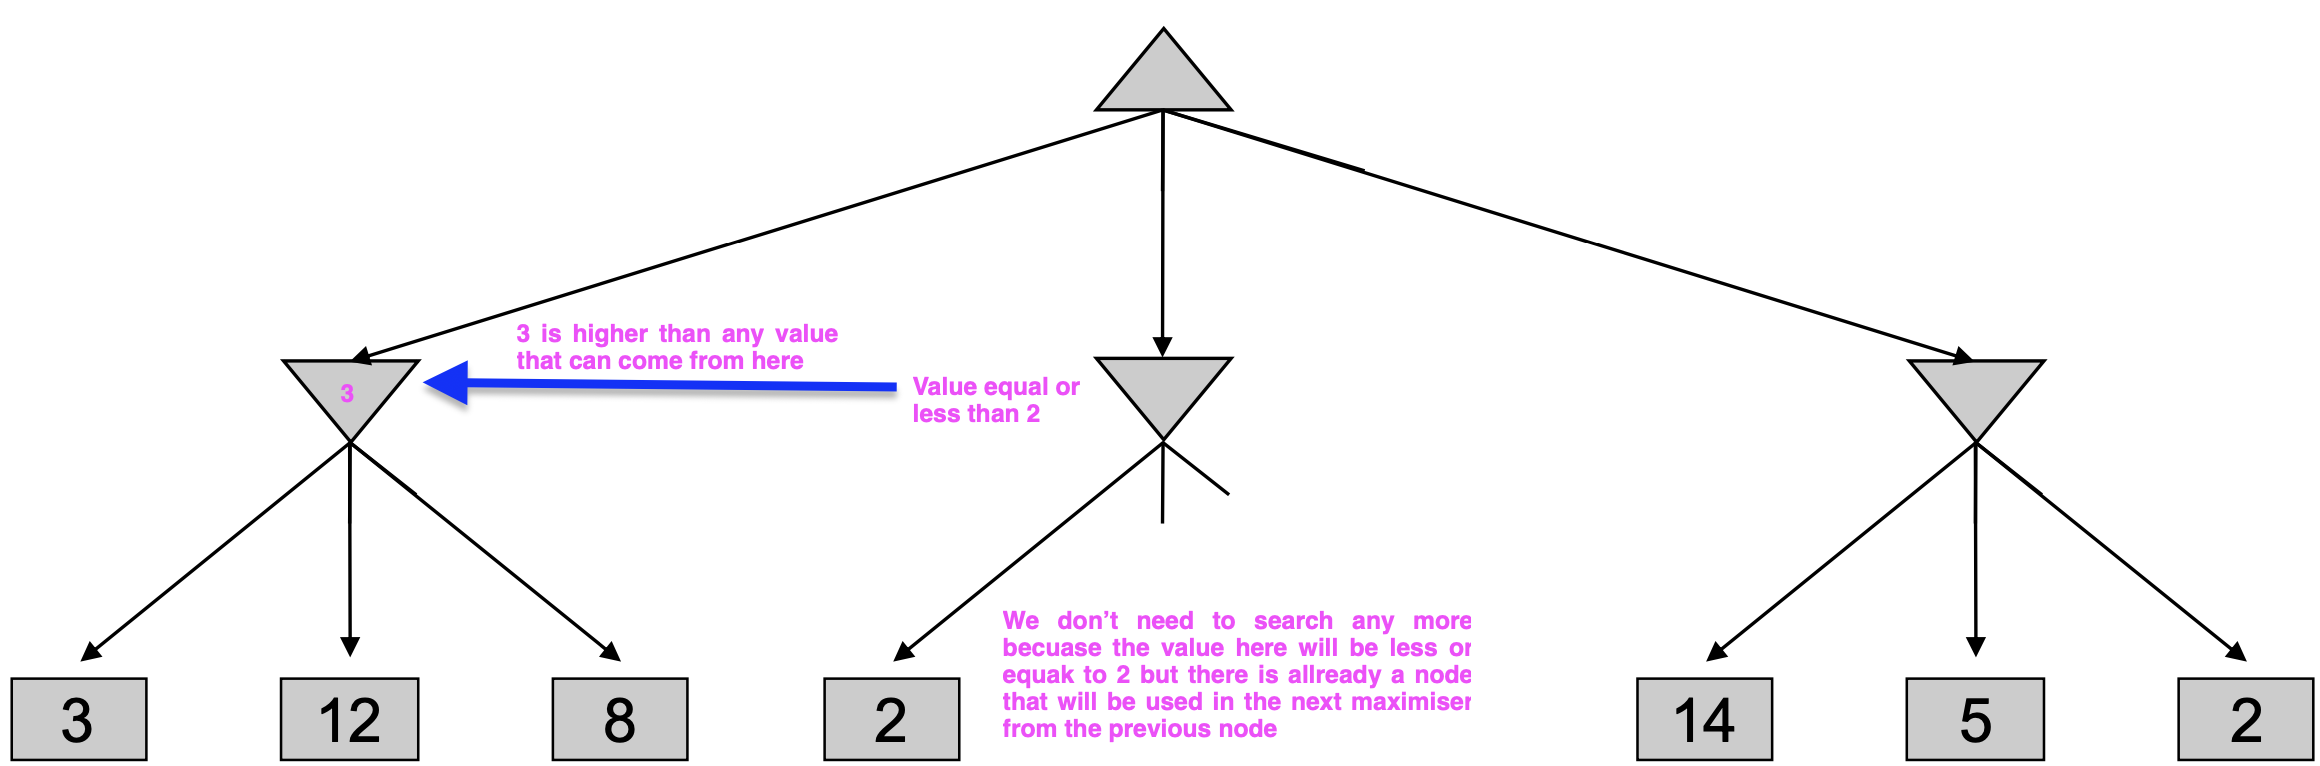 3 is higher than any value
that can come from here
3
Value equal or
less than 2
We don't need to search any more
becuase the value here will be less or
equak to 2 but there is allready a node
that will be used in the next maximiser
from the previous node
3 12 8 2 14 5 2